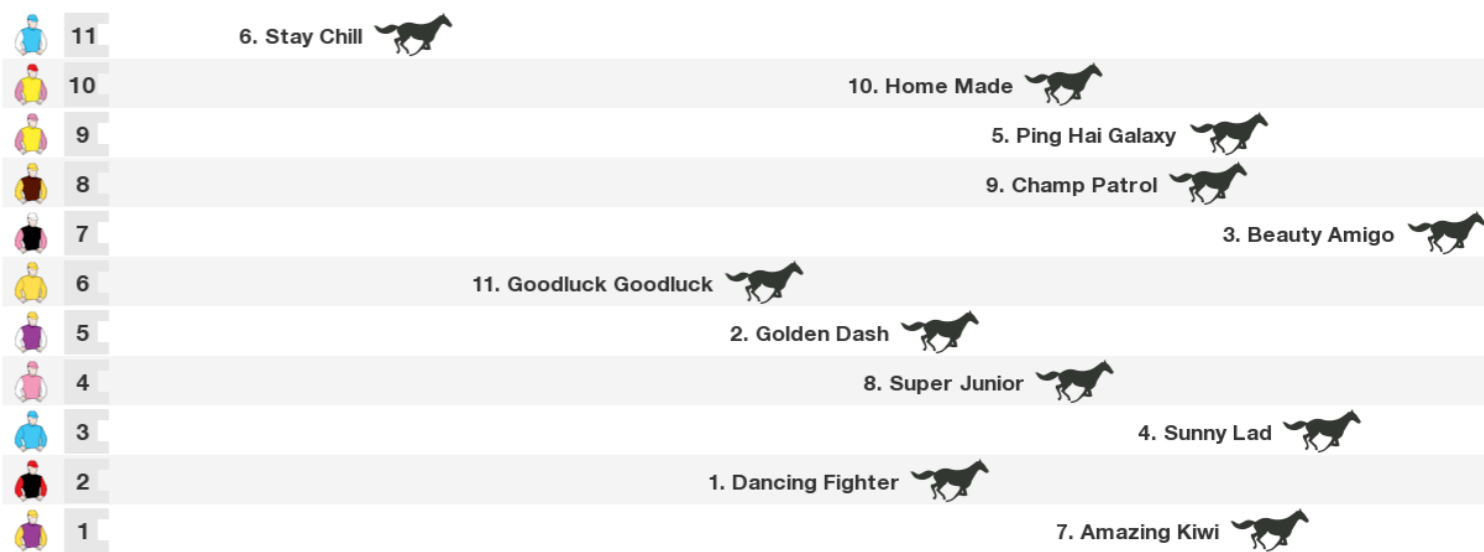 11 6. Stay Chill
10 10. Home Made
9 5. Ping Hai Galaxy
8 9. Champ Patrol
7 3. Beauty Amigo
6 11. Goodluck Goodluck
5 2. Golden Dash
4 8. Super Junior
3 4. Sunny Lad
2 1. Dancing Fighter
1 7. Amazing Kiwi